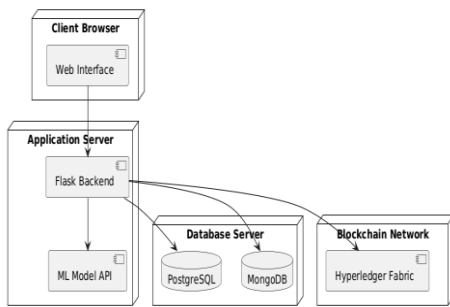 Client Browser
Web Interface
Application Server
Flask Backend
ML Model API
Database Server
PostgreSQL
MongoDB
Blockchain Network
Hyperledger Fabric